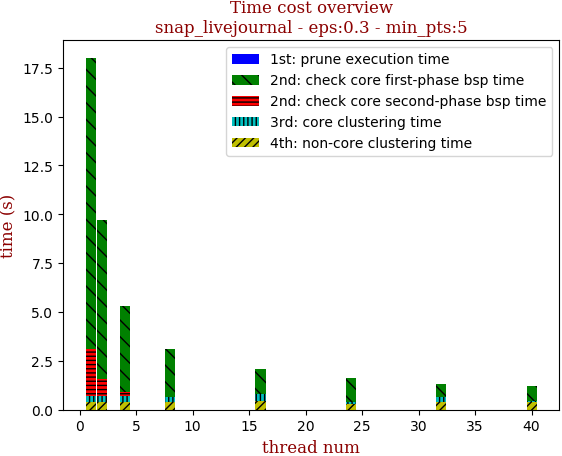 Time cost overview
snap_livejournal - eps:0.3 - min_pts:5
1st: prune execution time
2nd: check core first-phase bsp time
2nd: check core second-phase bsp time
3rd: core clustering time
4th: non-core clustering time
time (s)
17.5
15.0
12.5
10.0
7.5
5.0
2.5
0.0
0 5 10 15 20 25 30 35 40
thread num